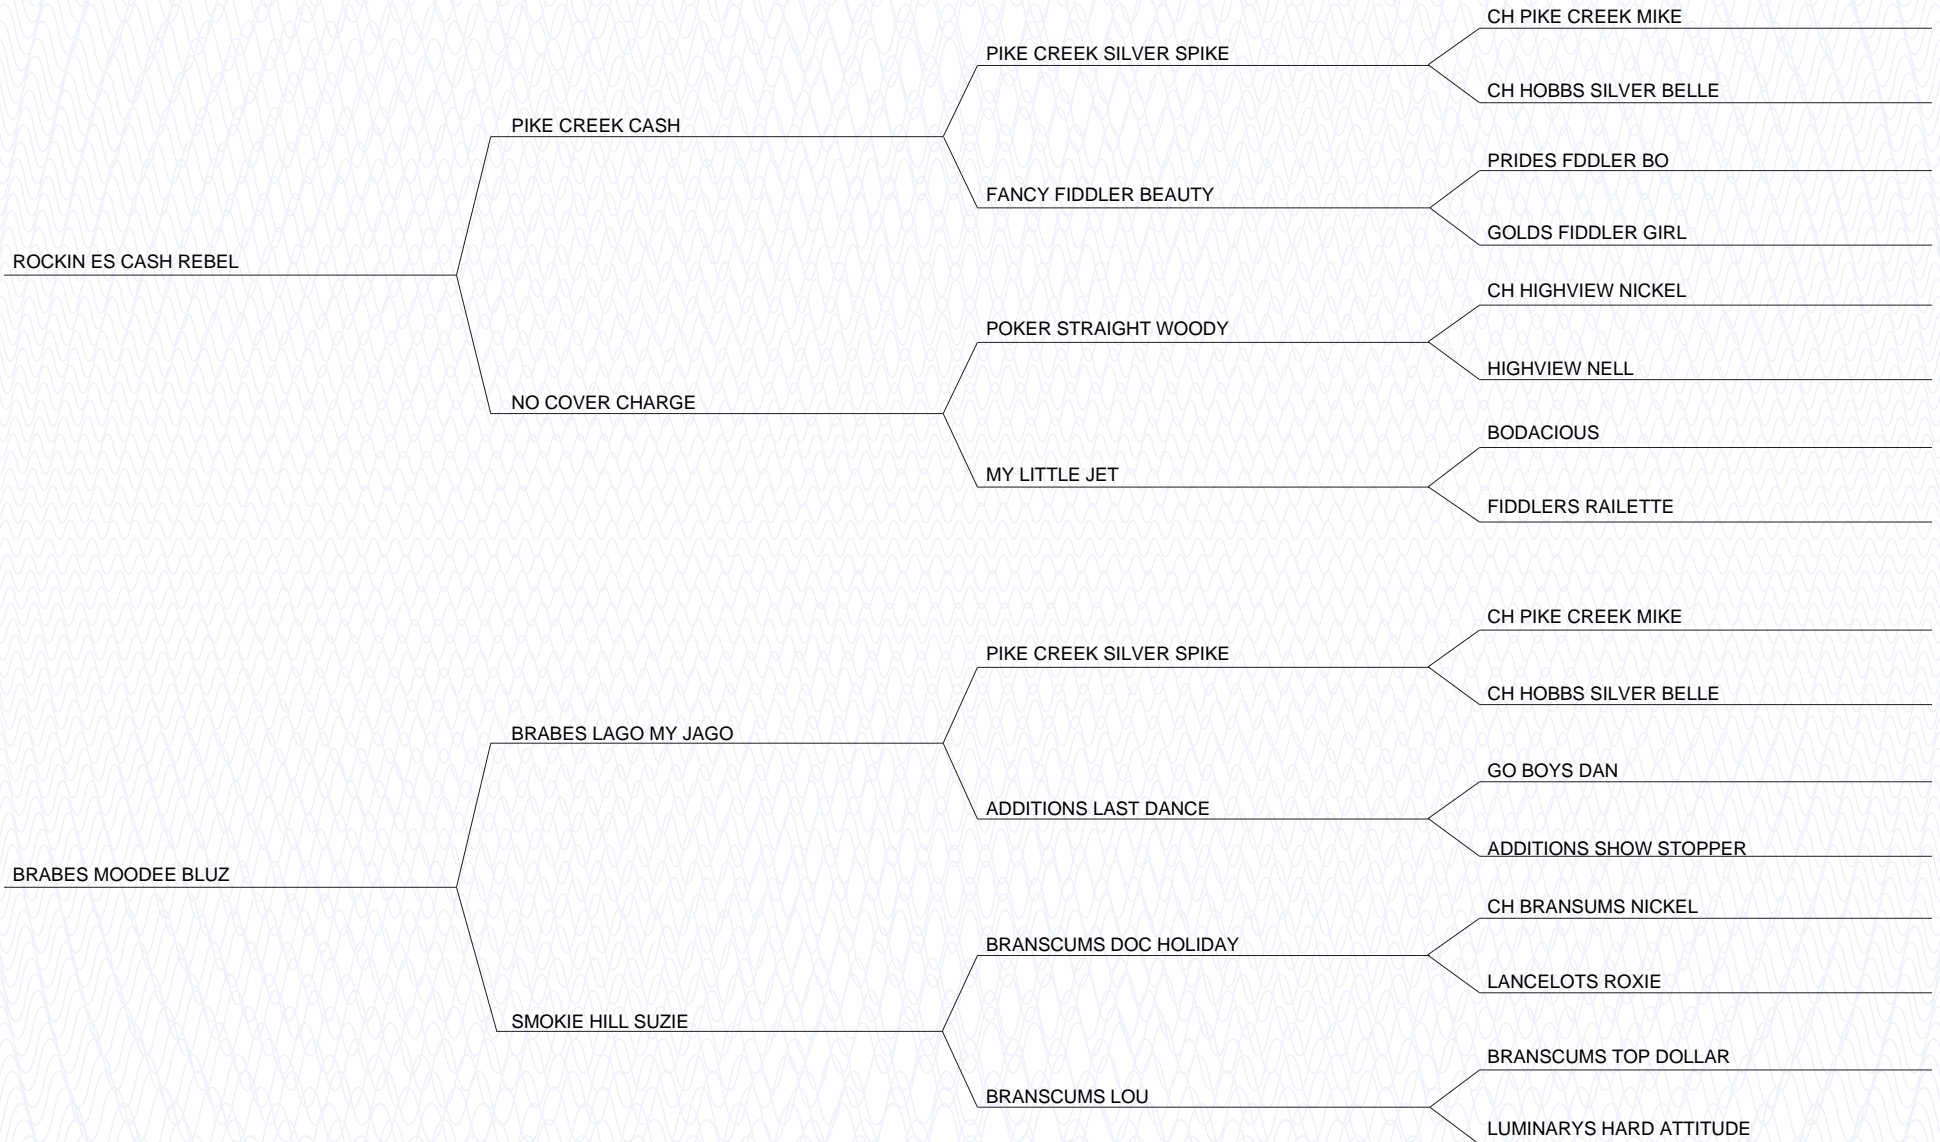 CH PIKE CREEK MIKE
PIKE CREEK SILVER SPIKE
CH HOBBS SILVER BELLE
PIKE CREEK CASH
PRIDES FDDLER BO
FANCY FIDDLER BEAUTY
GOLDS FIDDLER GIRL
ROCKIN ES CASH REBEL
CH HIGHVIEW NICKEL
POKER STRAIGHT WOODY
HIGHVIEW NELL
NO COVER CHARGE
BODACIOUS
MY LITTLE JET
FIDDLERS RAILETTE
CH PIKE CREEK MIKE
PIKE CREEK SILVER SPIKE
CH HOBBS SILVER BELLE
BRABES LAGO MY JAGO
GO BOYS DAN
ADDITIONS LAST DANCE
ADDITIONS SHOW STOPPER
BRABES MOODEE BLUZ
CH BRANSUMS NICKEL
BRANSCUMS DOC HOLIDAY
LANCELOTS ROXIE
SMOKIE HILL SUZIE
BRANSCUMS TOP DOLLAR
BRANSCUMS LOU
LUMINARYS HARD ATTITUDE